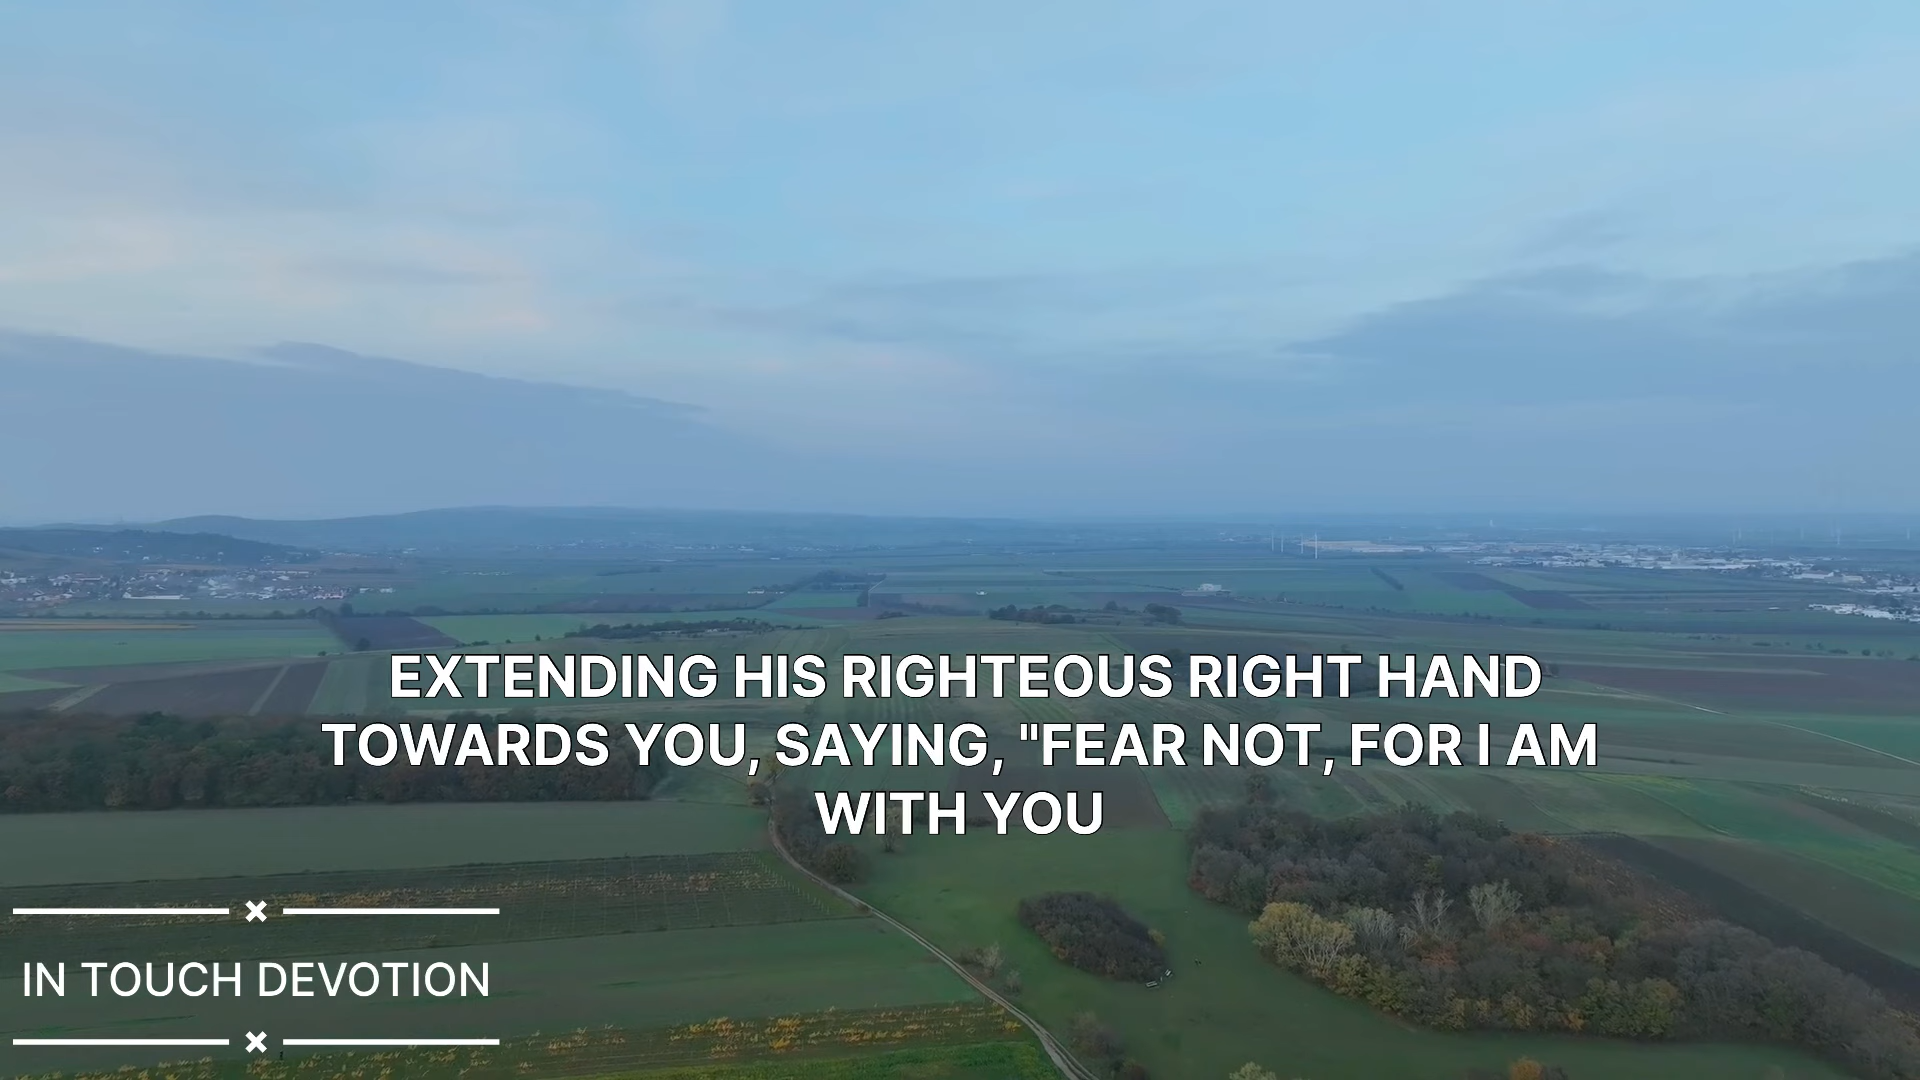 EXTENDING HIS RIGHTEOUS RIGHT HAND
TOWARDS YOU, SAYING, "FEAR NOT, FOR I AM
WITH YOU
IN TOUCH DEVOTION